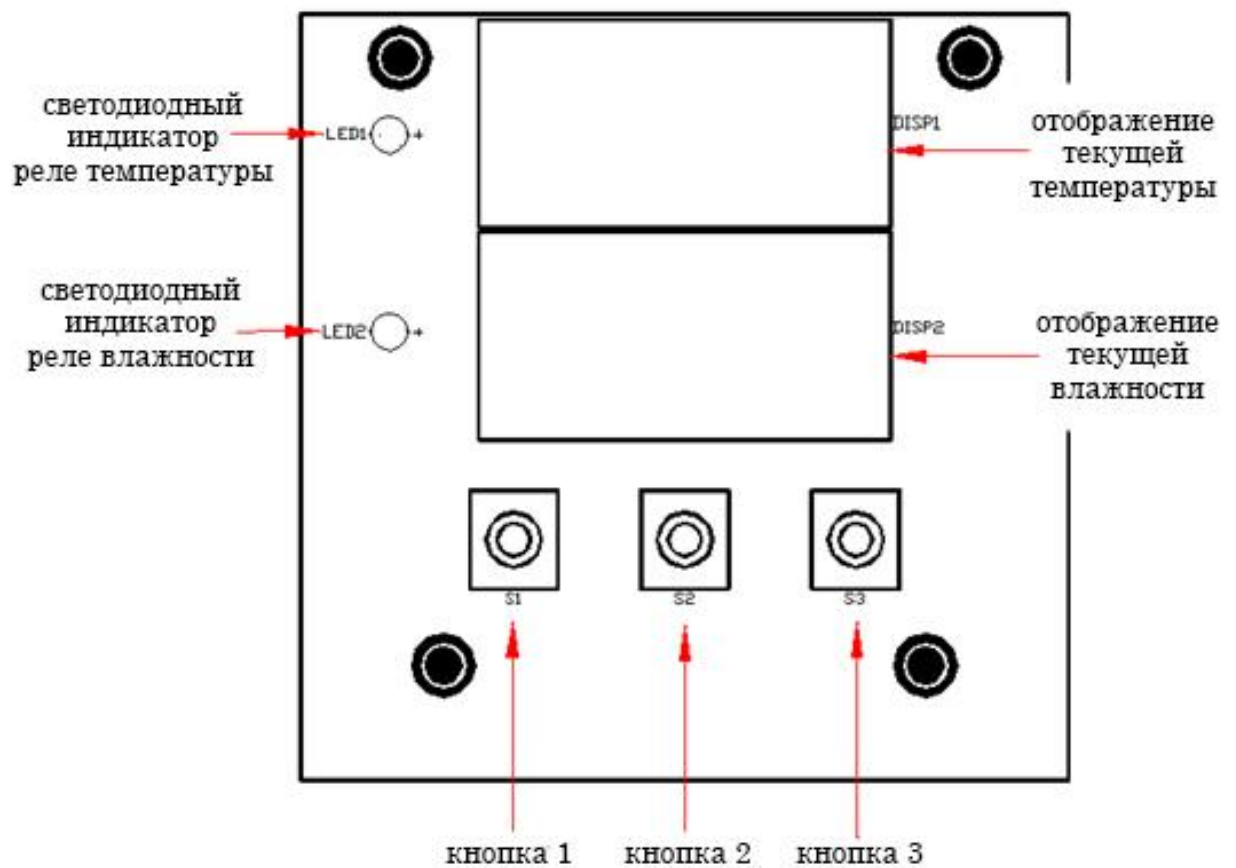 светодиодный
индикатор
реле температуры
LED1
+
DISP1
отображение
текущей
температуры
светодиодный
индикатор
реле влажности
LED2
+
DISP2
отображение
текущей
влажности
S1
S2
S3
кнопка 1
кнопка 2
кнопка 3